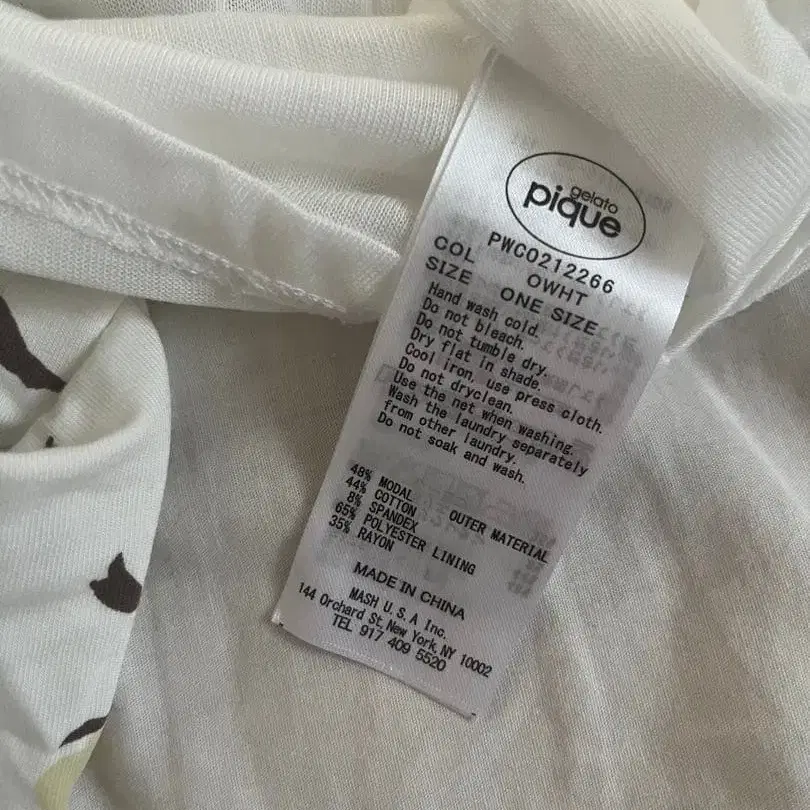 gelato
pique
PWCO212266
COL OWHT
SIZE ONE SIZE
Hand wash cold.
Do not bleach.
Do not tumble dry.
Dry flat in shade.
Cool iron, use press cloth.
Do not dryclean.
Use the net when washing.
Wash the laundry separately
from other laundry.
Do not soak and wash.
48% MODAL
44% COTTON OUTER MATERIAL
8% SPANDEX
65% POLYESTER LINING
35% RAYON
MADE IN CHINA
MASH U.S.A Inc.
144 Orchard St, New York, NY 10002
TEL 917 409 5520